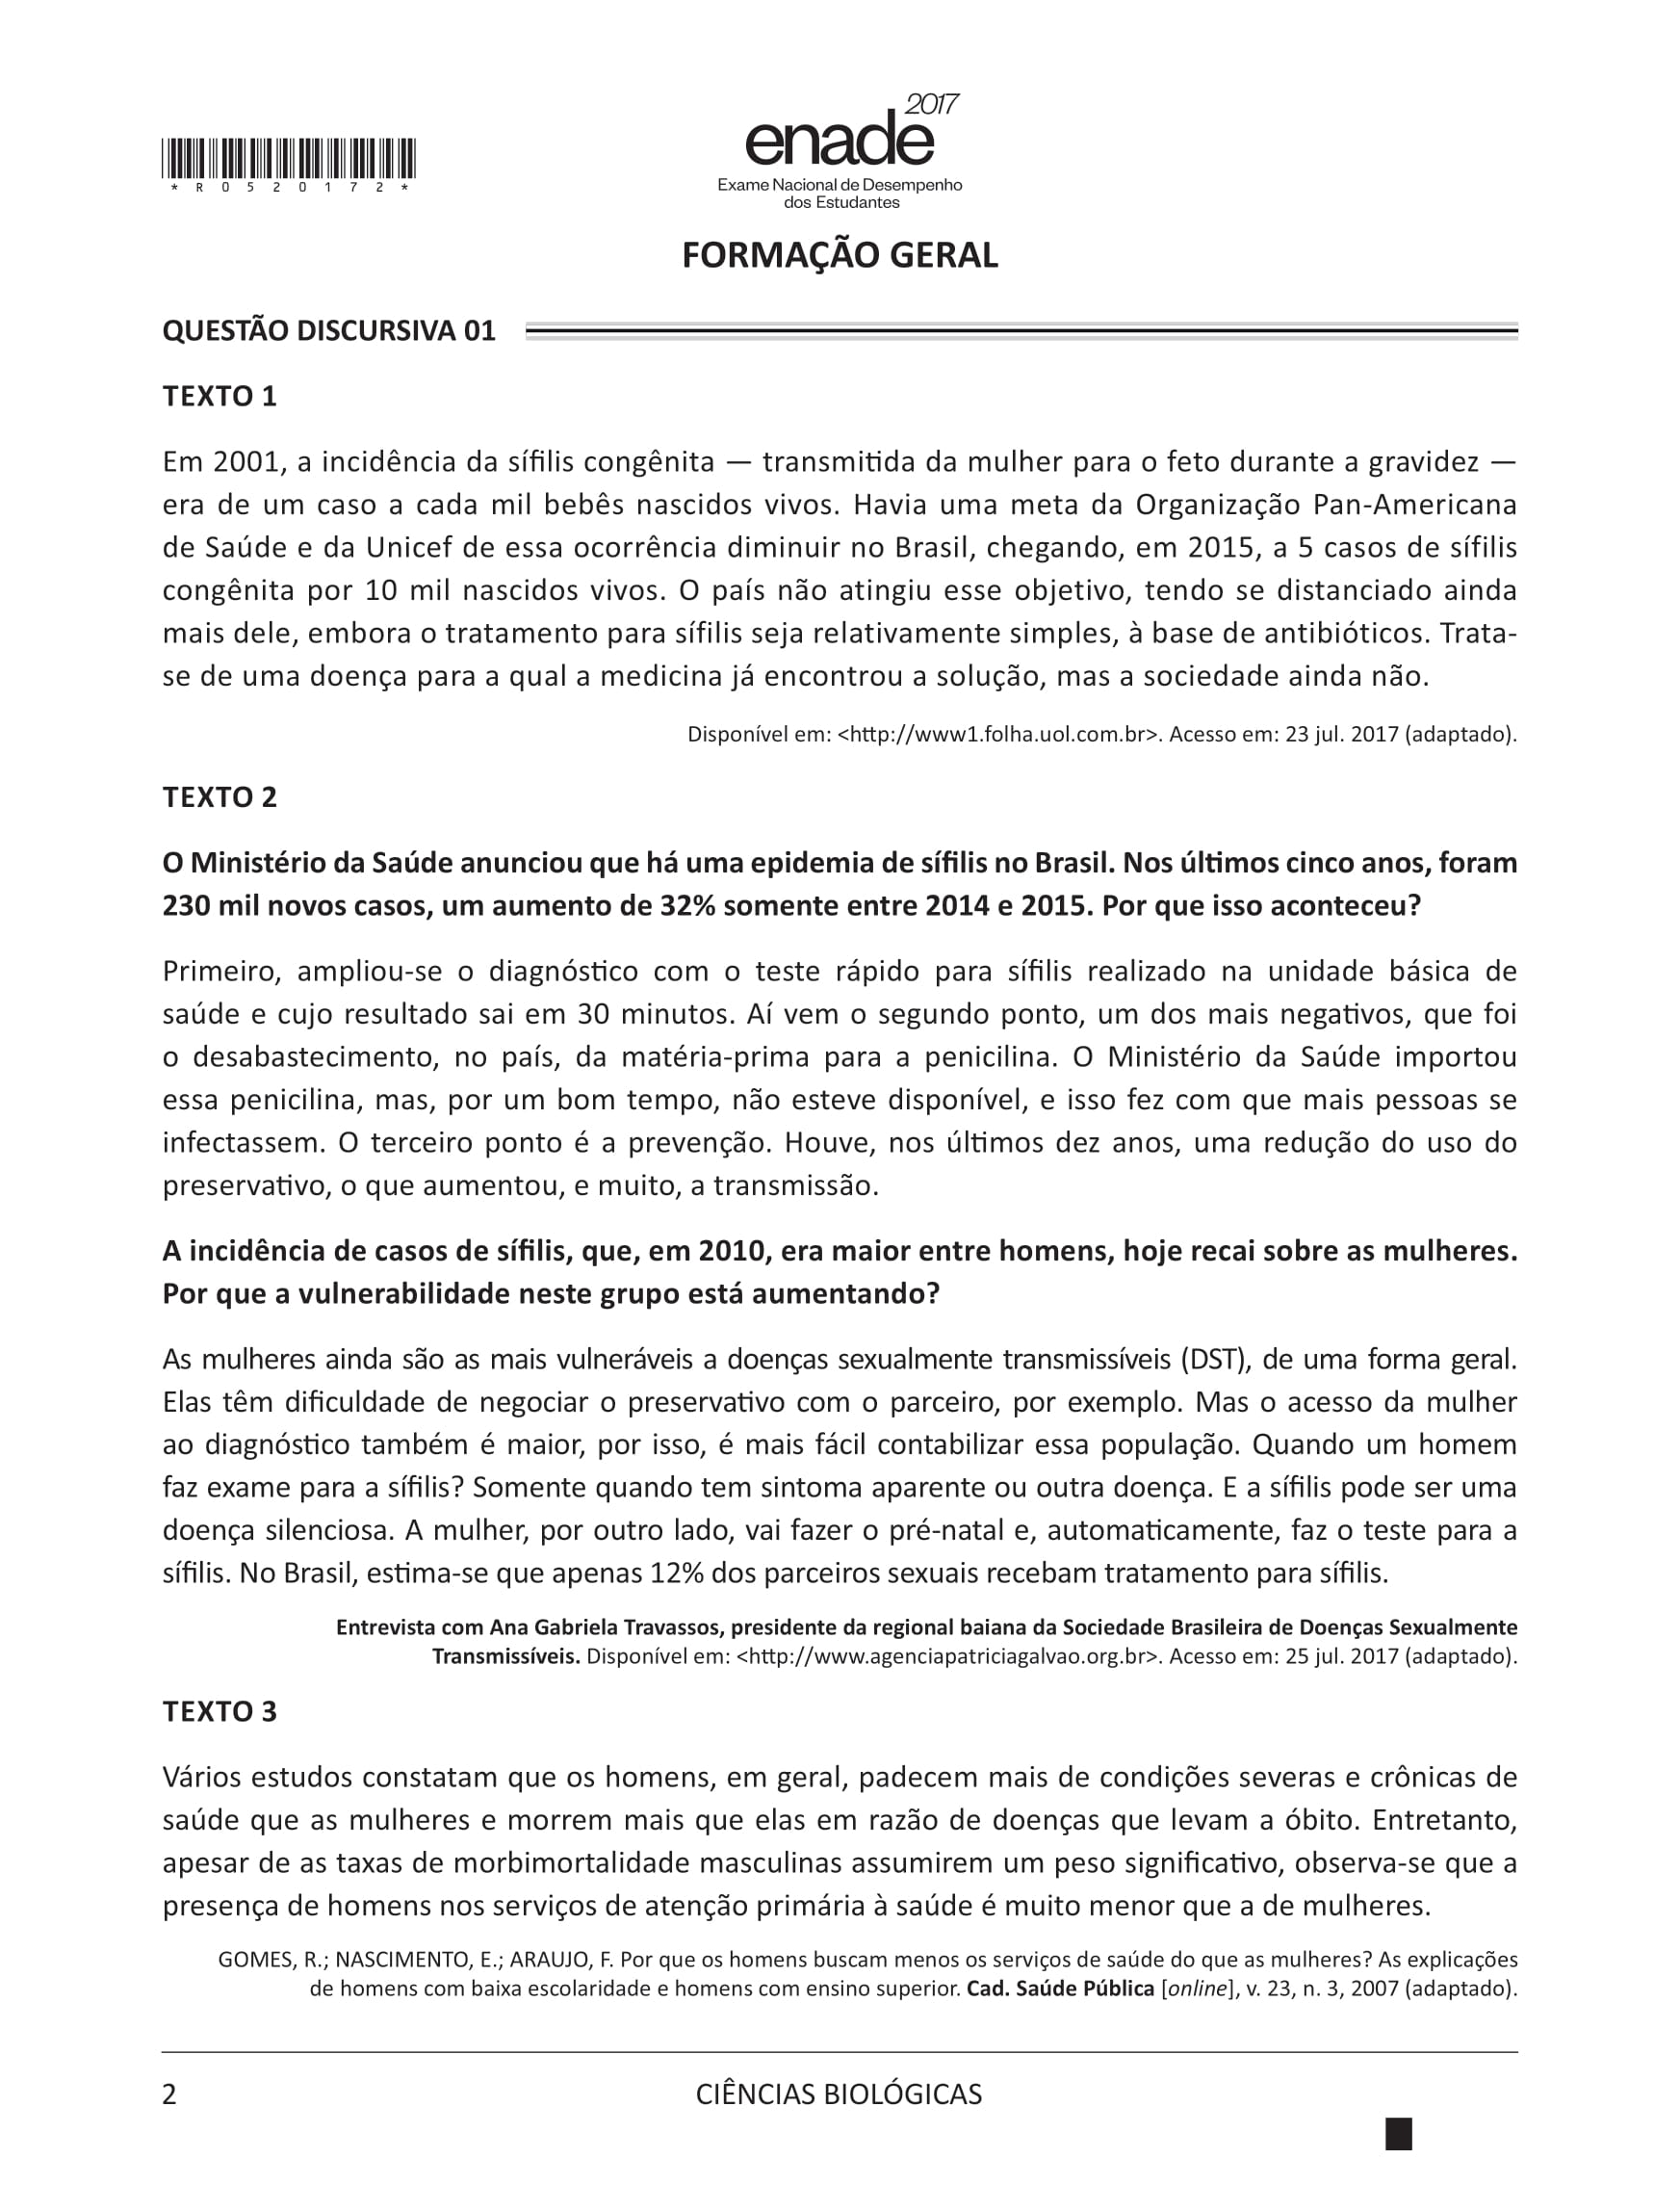 *R0520172*
2017
enade
Exame Nacional de Desempenho
dos Estudantes
FORMAÇÃO GERAL
QUESTÃO DISCURSIVA 01
TEXTO 1
Em 2001, a incidência da sífilis congênita — transmitida da mulher para o feto durante a gravidez —
era de um caso a cada mil bebês nascidos vivos. Havia uma meta da Organização Pan-Americana
de Saúde e da Unicef de essa ocorrência diminuir no Brasil, chegando, em 2015, a 5 casos de sífilis
congênita por 10 mil nascidos vivos. O país não atingiu esse objetivo, tendo se distanciado ainda
mais dele, embora o tratamento para sífilis seja relativamente simples, à base de antibióticos. Trata-
se de uma doença para a qual a medicina já encontrou a solução, mas a sociedade ainda não.
Disponível em: <http://www1.folha.uol.com.br>. Acesso em: 23 jul. 2017 (adaptado).
TEXTO 2
O Ministério da Saúde anunciou que há uma epidemia de sífilis no Brasil. Nos últimos cinco anos, foram
230 mil novos casos, um aumento de 32% somente entre 2014 e 2015. Por que isso aconteceu?
Primeiro, ampliou-se o diagnóstico com o teste rápido para sífilis realizado na unidade básica de
saúde e cujo resultado sai em 30 minutos. Aí vem o segundo ponto, um dos mais negativos, que foi
o desabastecimento, no país, da matéria-prima para a penicilina. O Ministério da Saúde importou
essa penicilina, mas, por um bom tempo, não esteve disponível, e isso fez com que mais pessoas se
infectassem. O terceiro ponto é a prevenção. Houve, nos últimos dez anos, uma redução do uso do
preservativo, o que aumentou, e muito, a transmissão.
A incidência de casos de sífilis, que, em 2010, era maior entre homens, hoje recai sobre as mulheres.
Por que a vulnerabilidade neste grupo está aumentando?
As mulheres ainda são as mais vulneráveis a doenças sexualmente transmissíveis (DST), de uma forma geral.
Elas têm dificuldade de negociar o preservativo com o parceiro, por exemplo. Mas o acesso da mulher
ao diagnóstico também é maior, por isso, é mais fácil contabilizar essa população. Quando um homem
faz exame para a sífilis? Somente quando tem sintoma aparente ou outra doença. E a sífilis pode ser uma
doença silenciosa. A mulher, por outro lado, vai fazer o pré-natal e, automaticamente, faz o teste para a
sífilis. No Brasil, estima-se que apenas 12% dos parceiros sexuais recebam tratamento para sífilis.
Entrevista com Ana Gabriela Travassos, presidente da regional baiana da Sociedade Brasileira de Doenças Sexualmente
Transmissíveis. Disponível em: <http://www.agenciapatriciagalvao.org.br>. Acesso em: 25 jul. 2017 (adaptado).
TEXTO 3
Vários estudos constatam que os homens, em geral, padecem mais de condições severas e crônicas de
saúde que as mulheres e morrem mais que elas em razão de doenças que levam a óbito. Entretanto,
apesar de as taxas de morbimortalidade masculinas assumirem um peso significativo, observa-se que a
presença de homens nos serviços de atenção primária à saúde é muito menor que a de mulheres.
GOMES, R.; NASCIMENTO, E.; ARAUJO, F. Por que os homens buscam menos os serviços de saúde do que as mulheres? As explicações
de homens com baixa escolaridade e homens com ensino superior. Cad. Saúde Pública [online], v. 23, n. 3, 2007 (adaptado).
2
CIÊNCIAS BIOLÓGICAS